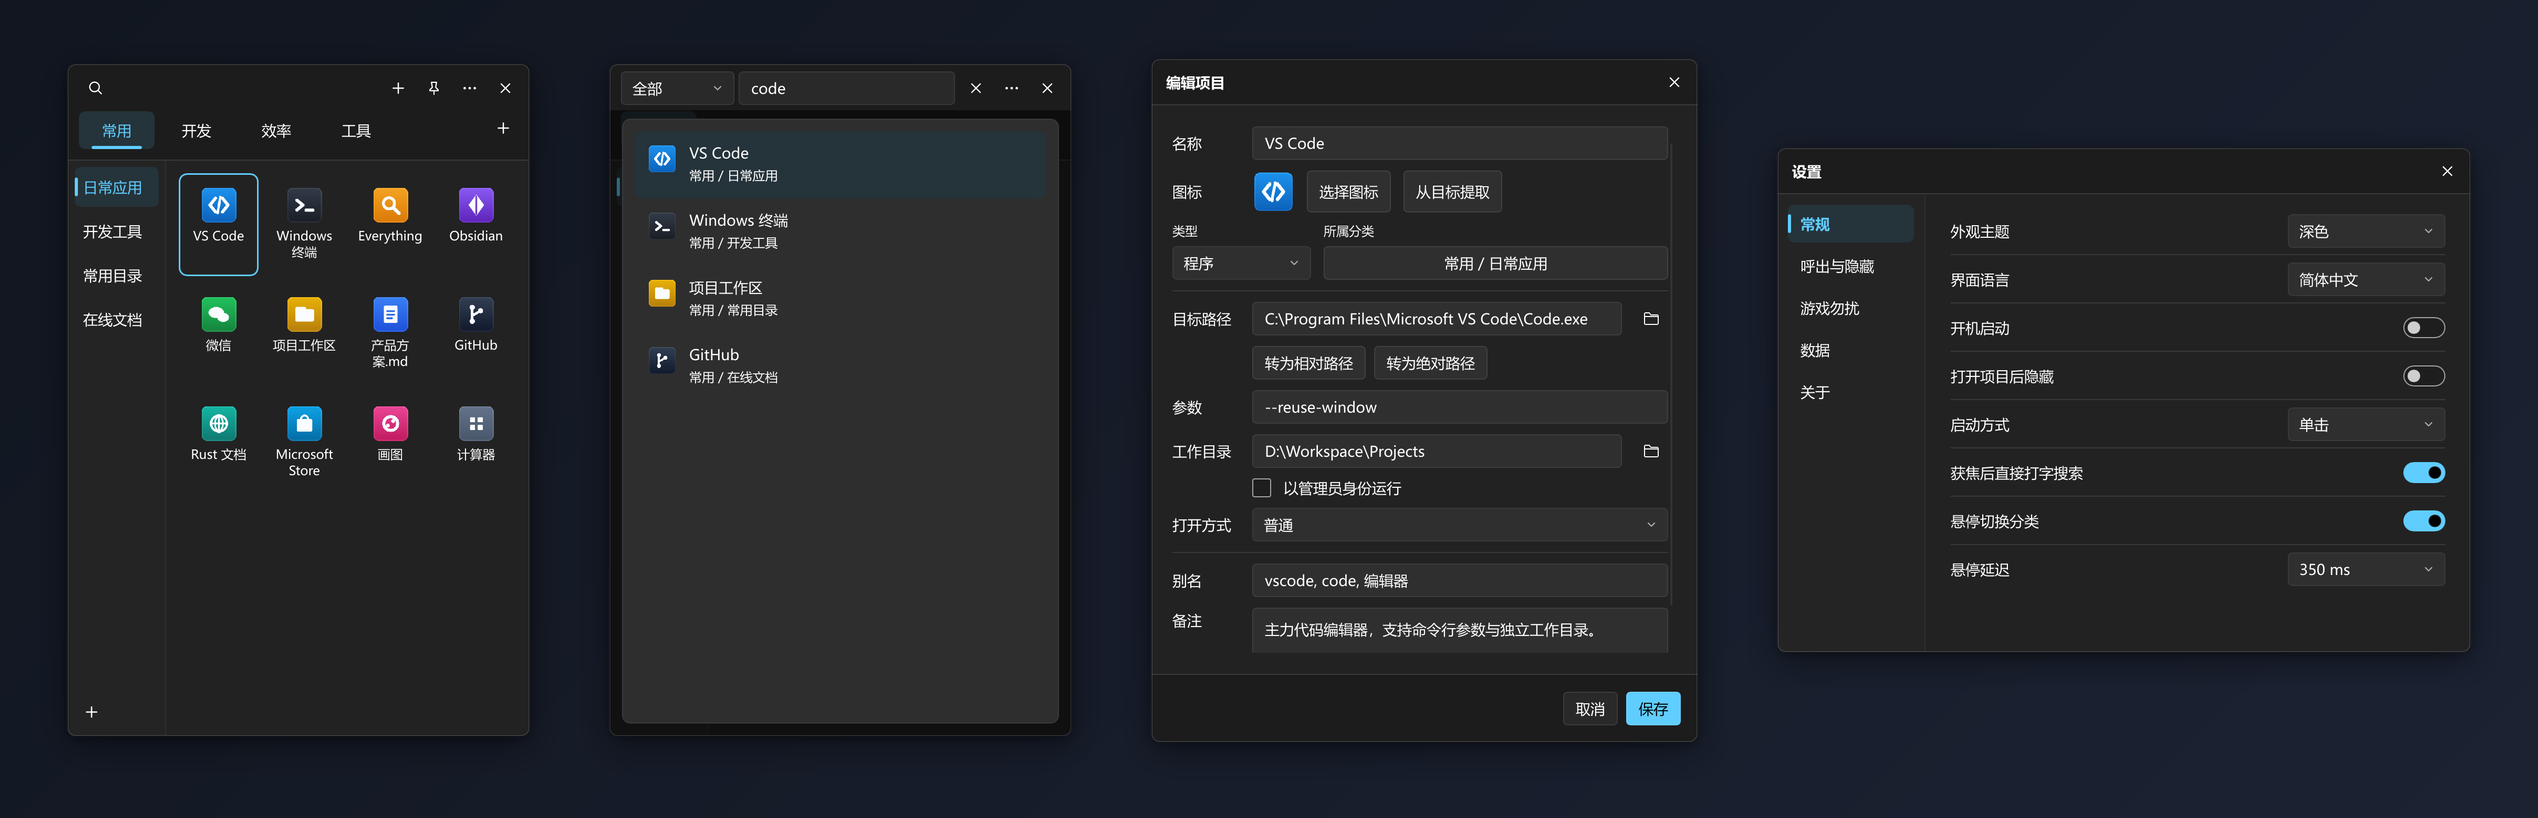 常用
开发
效率
工具
日常应用
开发工具
常用目录
在线文档
VS Code
Windows
终端
Everything
Obsidian
微信
项目工作区
产品方
案.md
GitHub
Rust 文档
Microsoft
Store
画图
计算器
全部
code
VS Code
常用 / 日常应用
Windows 终端
常用 / 开发工具
项目工作区
常用 / 常用目录
GitHub
常用 / 在线文档
编辑项目
名称
VS Code
图标
选择图标
从目标提取
类型
所属分类
程序
常用 / 日常应用
目标路径
C:\Program Files\Microsoft VS Code\Code.exe
转为相对路径
转为绝对路径
参数
--reuse-window
工作目录
D:\Workspace\Projects
以管理员身份运行
打开方式
普通
别名
vscode, code, 编辑器
备注
主力代码编辑器，支持命令行参数与独立工作目录。
取消
保存
设置
常规
呼出与隐藏
游戏勿扰
数据
关于
外观主题
深色
界面语言
简体中文
开机启动
打开项目后隐藏
启动方式
单击
获焦后直接打字搜索
悬停切换分类
悬停延迟
350 ms